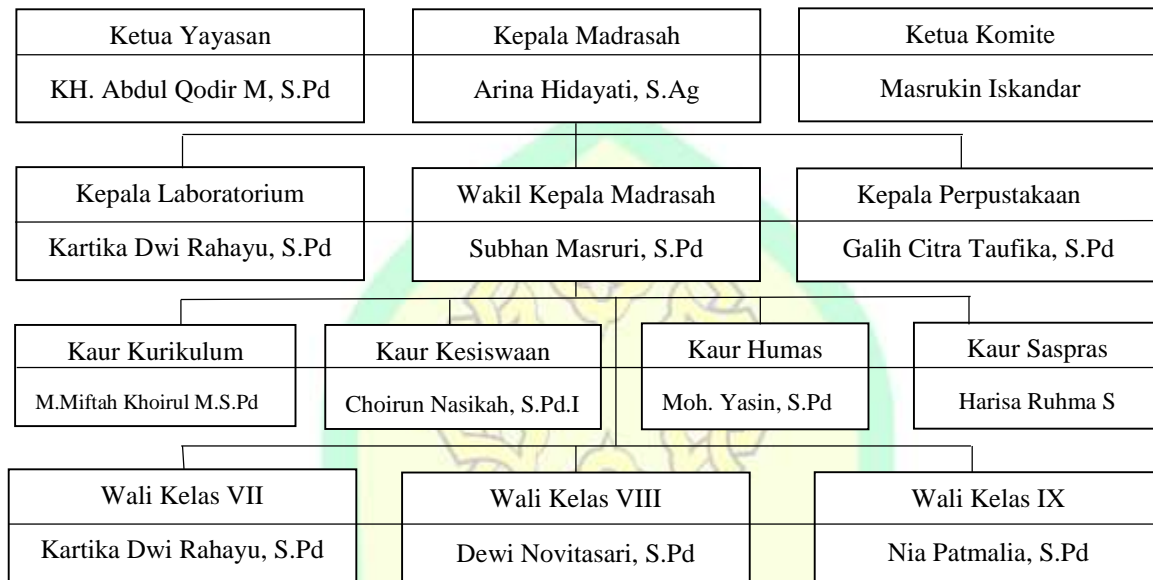 Ketua Yayasan
KH. Abdul Qodir M, S.Pd
Kepala Madrasah
Arina Hidayati, S.Ag
Ketua Komite
Masrukin Iskandar
Kepala Laboratorium
Kartika Dwi Rahayu, S.Pd
Wakil Kepala Madrasah
Subhan Masruri, S.Pd
Kepala Perpustakaan
Galih Citra Taufika, S.Pd
Kaur Kurikulum
M.Miftah Khoirul M.S.Pd
Kaur Kesiswaan
Choirun Nasikah, S.Pd.I
Kaur Humas
Moh. Yasin, S.Pd
Kaur Saspras
Harisa Ruhma S
Wali Kelas VII
Kartika Dwi Rahayu, S.Pd
Wali Kelas VIII
Dewi Novitasari, S.Pd
Wali Kelas IX
Nia Patmalia, S.Pd